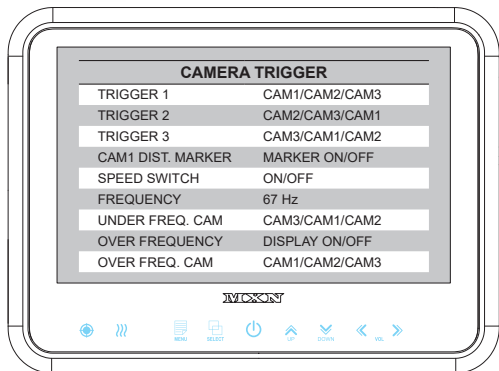 CAMERA TRIGGER
TRIGGER 1 CAM1/CAM2/CAM3
TRIGGER 2 CAM2/CAM3/CAM1
TRIGGER 3 CAM3/CAM1/CAM2
CAM1 DIST. MARKER MARKER ON/OFF
SPEED SWITCH ON/OFF
FREQUENCY 67 Hz
UNDER FREQ. CAM CAM3/CAM1/CAM2
OVER FREQUENCY DISPLAY ON/OFF
OVER FREQ. CAM CAM1/CAM2/CAM3
MXN
MENU SELECT UP DOWN VOL